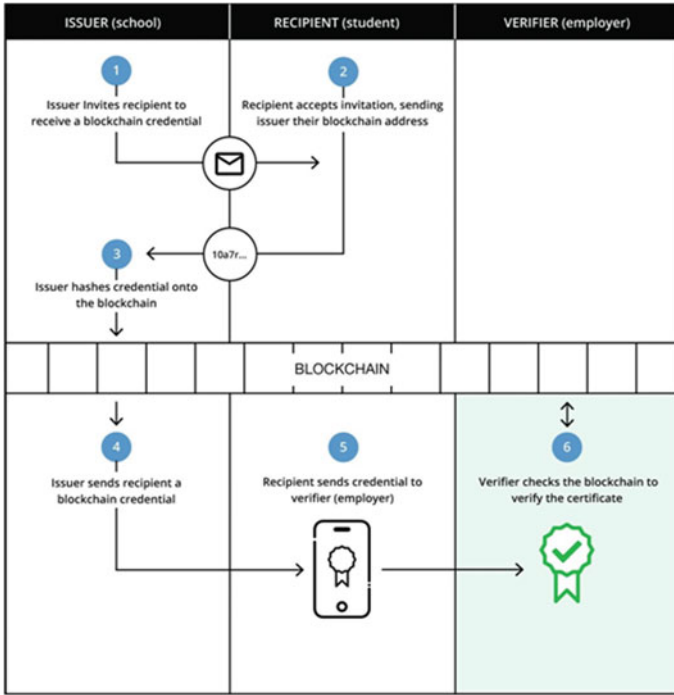 ISSUER (school)
RECIPIENT (student)
VERIFIER (employer)
1
Issuer Invites recipient to
receive a blockchain credential
2
Recipient accepts invitation, sending
issuer their blockchain address
3
Issuer hashes credential onto
the blockchain
10a7r...
BLOCKCHAIN
4
Issuer sends recipient a
blockchain credential
5
Recipient sends credential to
verifier (employer)
6
Verifier checks the blockchain to
verify the certificate